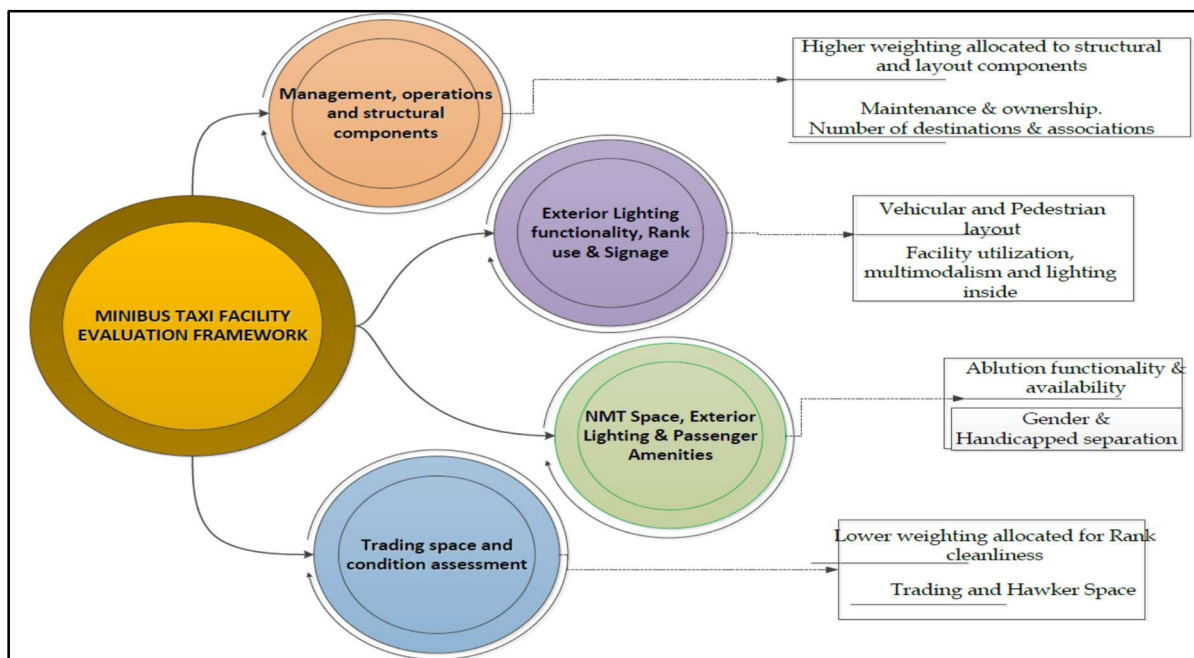 Management, operations
and structural
components
Higher weighting allocated to structural
and layout components
Maintenance & ownership.
Number of destinations & associations
Exterior Lighting
functionality, Rank
use & Signage
Vehicular and Pedestrian
layout
Facility utilization,
multimodalism and lighting
inside
MINIBUS TAXI FACILITY
EVALUATION FRAMEWORK
NMT Space, Exterior
Lighting & Passenger
Amenities
Ablution functionality &
availability
Gender &
Handicapped separation
Trading space and
condition assessment
Lower weighting allocated for Rank
cleanliness
Trading and Hawker Space